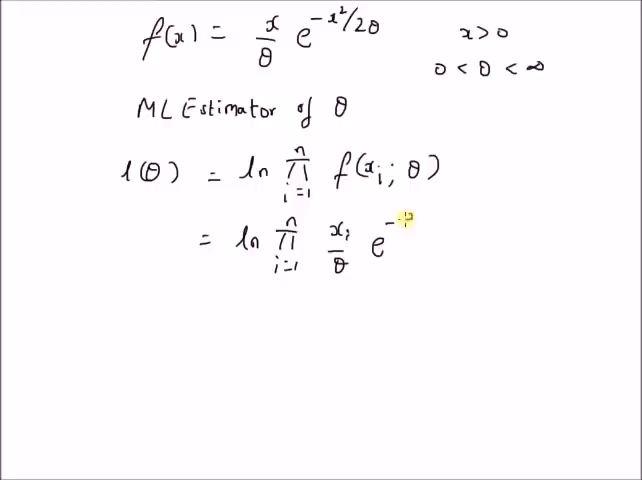 f(x) = x/θ e^{-x²/2θ} x > 0
0 < θ < ∞
ML Estimator of θ
l(θ) = ln ∏_{i=1}^{n} f(x_i; θ)
= ln ∏_{i=1}^{n} x_i/θ e^{-